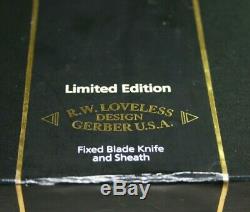 Limited Edition
R.W. LOVELESS
DESIGN
GERBER U.S.A.
Fixed Blade Knife
and Sheath